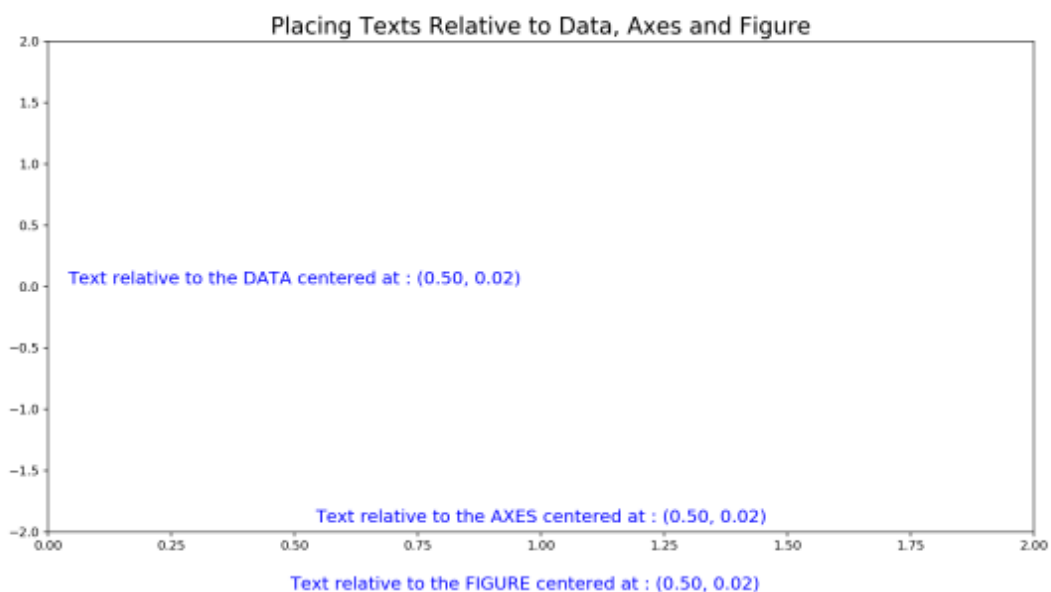 Placing Texts Relative to Data, Axes and Figure
2.0
1.5
1.0
0.5
0.0
Text relative to the DATA centered at : (0.50, 0.02)
−0.5
−1.0
−1.5
−2.0
Text relative to the AXES centered at : (0.50, 0.02)
0.00 0.25 0.50 0.75 1.00 1.25 1.50 1.75 2.00
Text relative to the FIGURE centered at : (0.50, 0.02)